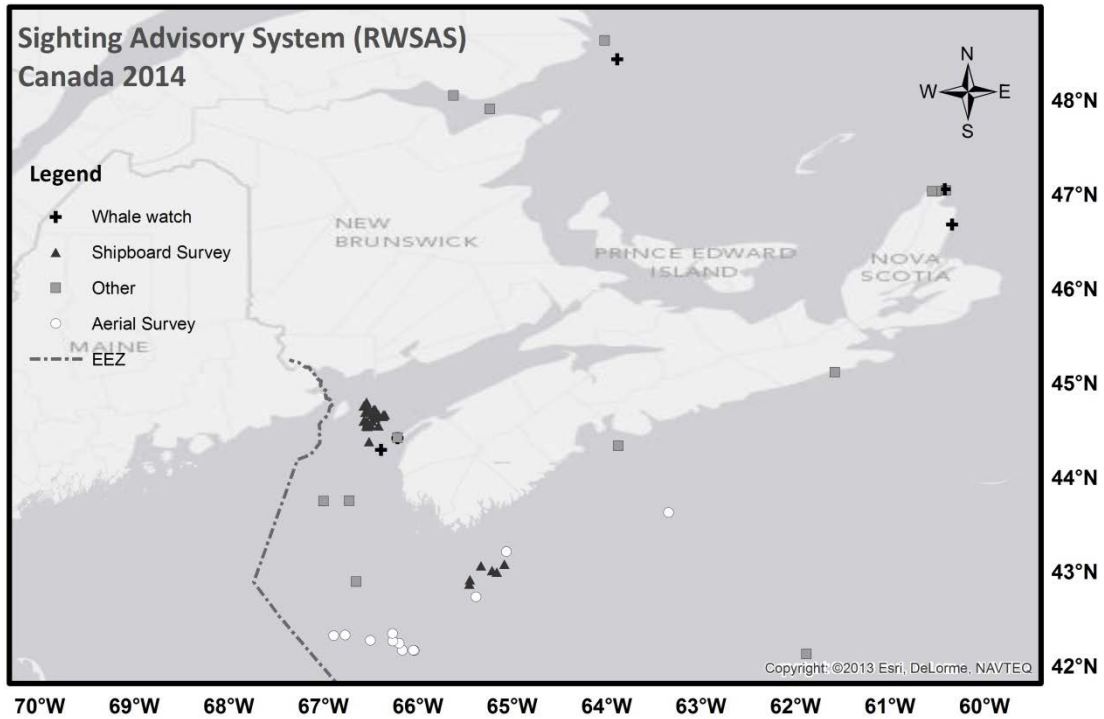 Sighting Advisory System (RWSAS)
Canada 2014
N
W E
S
48°N
Legend
47°N
Whale watch
NEW
BRUNSWICK
Shipboard Survey
PRINCE EDWARD
ISLAND
NOVA
SCOTIA
46°N
Other
Aerial Survey
MAINE
EEZ
45°N
44°N
43°N
42°N
Copyright: ©2013 Esri, DeLorme, NAVTEQ
70°W 69°W 68°W 67°W 66°W 65°W 64°W 63°W 62°W 61°W 60°W